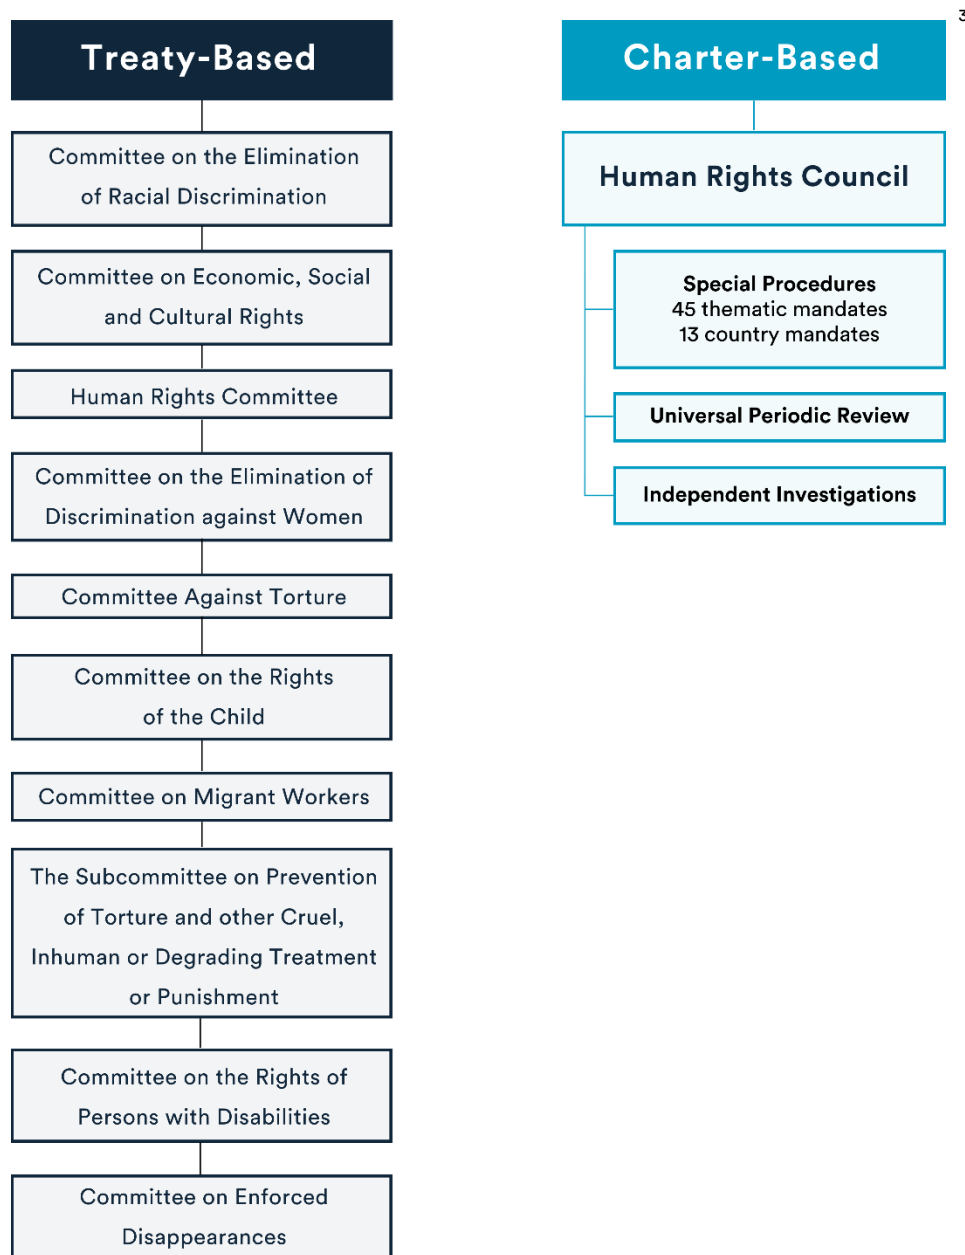 3
Treaty-Based
Committee on the Elimination
of Racial Discrimination
Committee on Economic, Social
and Cultural Rights
Human Rights Committee
Committee on the Elimination of
Discrimination against Women
Committee Against Torture
Committee on the Rights
of the Child
Committee on Migrant Workers
The Subcommittee on Prevention
of Torture and other Cruel,
Inhuman or Degrading Treatment
or Punishment
Committee on the Rights of
Persons with Disabilities
Committee on Enforced
Disappearances
Charter-Based
Human Rights Council
Special Procedures
45 thematic mandates
13 country mandates
Universal Periodic Review
Independent Investigations